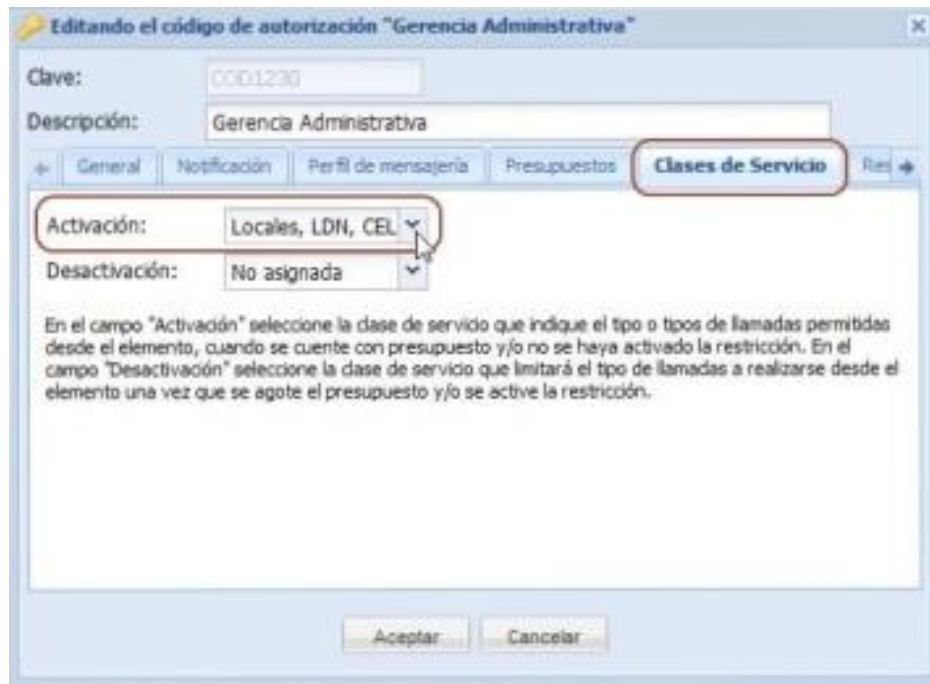 Editando el código de autorización "Gerencia Administrativa"
Clave: COD1230
Descripción: Gerencia Administrativa
General Notificación Perfil de mensajería Presupuestos Clases de Servicio Res
Activación: Locales, LDN, CEL
Desactivación: No asignada
En el campo "Activación" seleccione la clase de servicio que indique el tipo o tipos de llamadas permitidas
desde el elemento, cuando se cuente con presupuesto y/o no se haya activado la restricción. En el
campo "Desactivación" seleccione la clase de servicio que limitará el tipo de llamadas a realizarse desde el
elemento una vez que se agote el presupuesto y/o se active la restricción.
Aceptar Cancelar